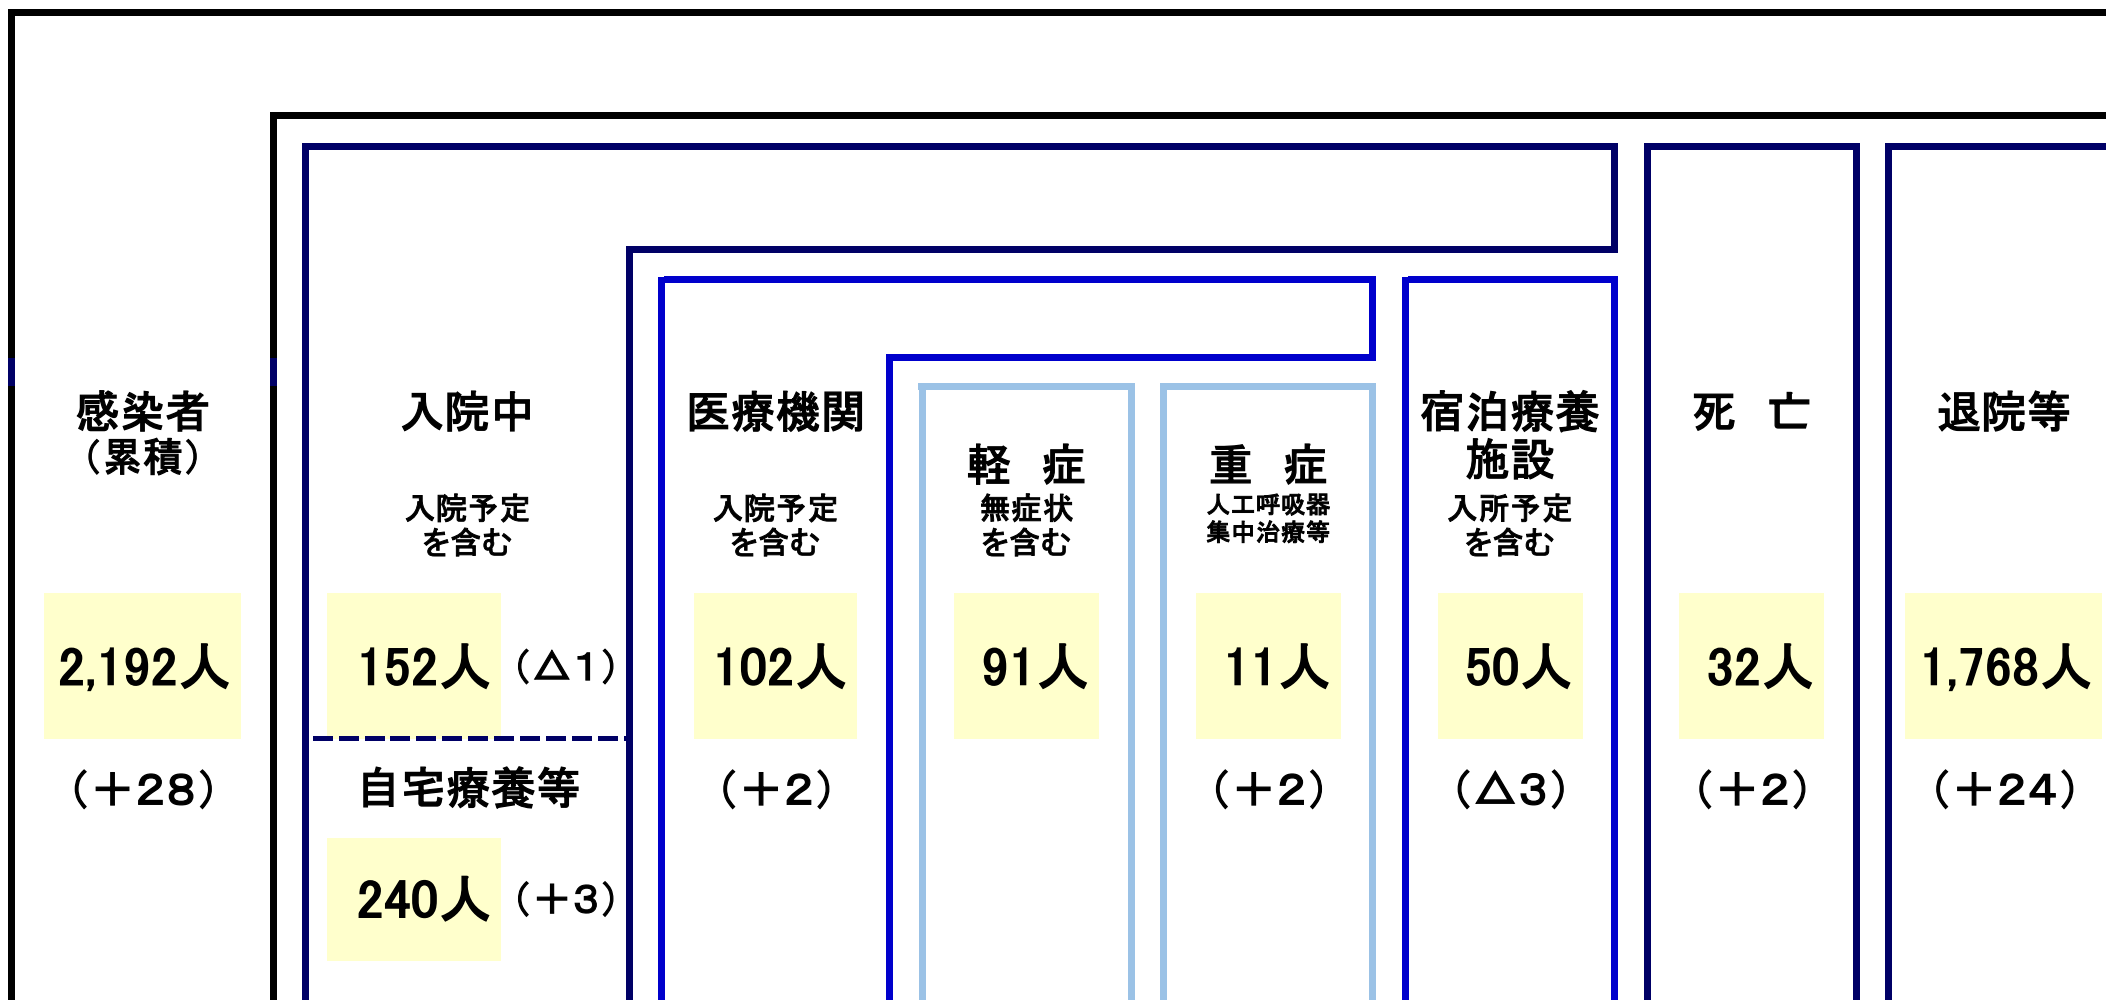 感染者
（累積）
2,192人
（＋28）
入院中
入院予定
を含む
152人（△1）
自宅療養等
240人（＋3）
医療機関
入院予定
を含む
102人
（＋2）
軽 症
無症状
を含む
91人
重 症
人工呼吸器
集中治療等
11人
（＋2）
宿泊療養
施設
入所予定
を含む
50人
（△3）
死 亡
32人
（＋2）
退院等
1,768人
（＋24）